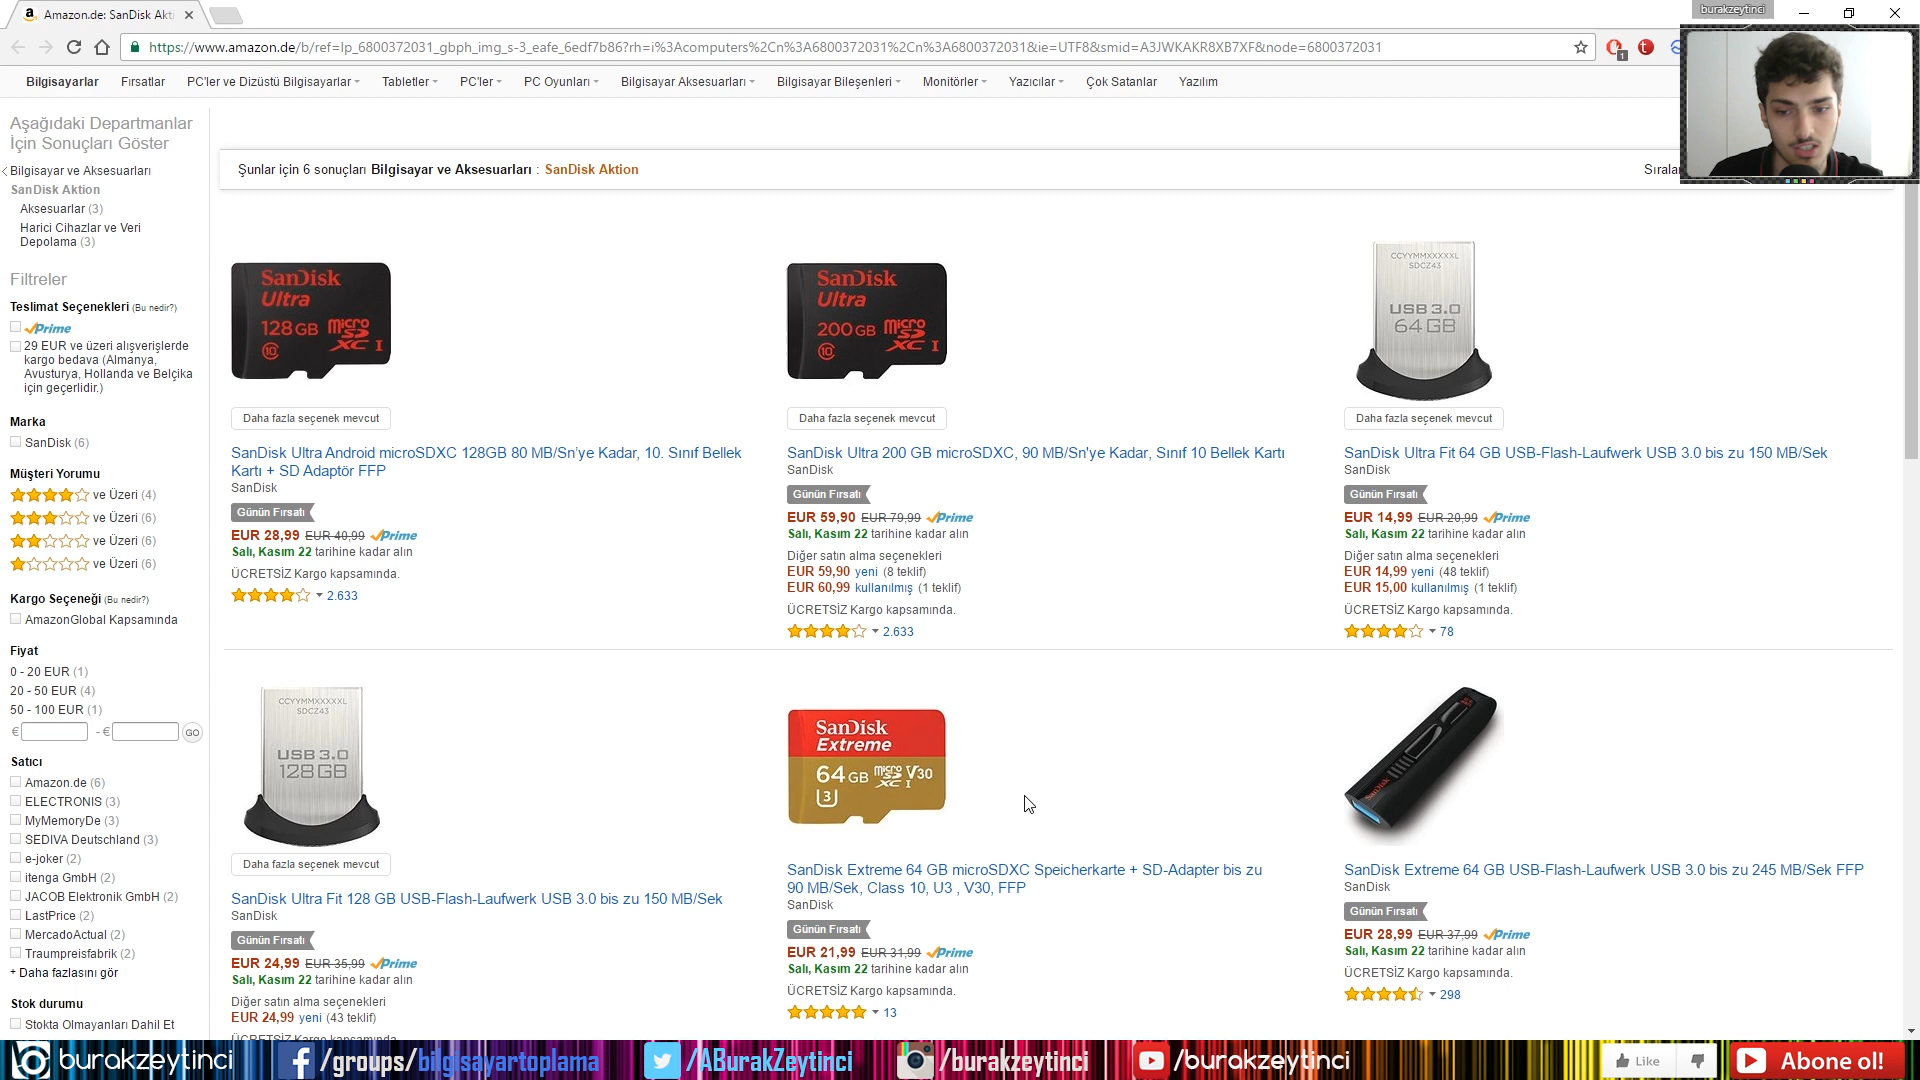 Amazon.de: SanDisk Akti
burakzeytinci
https://www.amazon.de/b/ref=lp_6800372031_gbph_img_s-3_eafe_6edf7b86?rh=i%3Acomputers%2Cn%3A6800372031%2Cn%3A6800372031&ie=UTF8&smid=A3JWKAKR8XB7XF&node=6800372031
1
Bilgisayarlar Fırsatlar PC'ler ve Dizüstü Bilgisayarlar Tabletler PC'ler PC Oyunları Bilgisayar Aksesuarları Bilgisayar Bileşenleri Monitörler Yazıcılar Çok Satanlar Yazılım
Aşağıdaki Departmanlar
İçin Sonuçları Göster
Bilgisayar ve Aksesuarları
SanDisk Aktion
Aksesuarlar (3)
Harici Cihazlar ve Veri
Depolama (3)
Filtreler
Teslimat Seçenekleri (Bu nedir?)
Prime
29 EUR ve üzeri alışverişlerde
kargo bedava (Almanya,
Avusturya, Hollanda ve Belçika
için geçerlidir.)
Marka
SanDisk (6)
Müşteri Yorumu
ve Üzeri (4)
ve Üzeri (6)
ve Üzeri (6)
ve Üzeri (6)
Kargo Seçeneği (Bu nedir?)
AmazonGlobal Kapsamında
Fiyat
0 - 20 EUR (1)
20 - 50 EUR (4)
50 - 100 EUR (1)
€ - € GO
Satıcı
Amazon.de (6)
ELECTRONIS (3)
MyMemoryDe (3)
SEDIVA Deutschland (3)
e-joker (2)
itenga GmbH (2)
JACOB Elektronik GmbH (2)
LastPrice (2)
MercadoActual (2)
Traumpreisfabrik (2)
+ Daha fazlasını gör
Stok durumu
Stokta Olmayanları Dahil Et
Şunlar için 6 sonuçları Bilgisayar ve Aksesuarları : SanDisk Aktion
Sıralan
SanDisk
Ultra
128 GB micro SD XC I
10
Daha fazla seçenek mevcut
SanDisk Ultra Android microSDXC 128GB 80 MB/Sn'ye Kadar, 10. Sınıf Bellek
Kartı + SD Adaptör FFP
SanDisk
Günün Fırsatı
EUR 28,99 EUR 40,99 Prime
Salı, Kasım 22 tarihine kadar alın
ÜCRETSİZ Kargo kapsamında.
2.633
SanDisk
Ultra
200 GB micro SD XC I
10
Daha fazla seçenek mevcut
SanDisk Ultra 200 GB microSDXC, 90 MB/Sn'ye Kadar, Sınıf 10 Bellek Kartı
SanDisk
Günün Fırsatı
EUR 59,90 EUR 79,99 Prime
Salı, Kasım 22 tarihine kadar alın
Diğer satın alma seçenekleri
EUR 59,90 yeni (8 teklif)
EUR 60,99 kullanılmış (1 teklif)
ÜCRETSİZ Kargo kapsamında.
2.633
CCYYMMXXXXXL
SDCZ43
USB 3.0
64 GB
Daha fazla seçenek mevcut
SanDisk Ultra Fit 64 GB USB-Flash-Laufwerk USB 3.0 bis zu 150 MB/Sek
SanDisk
Günün Fırsatı
EUR 14,99 EUR 20,99 Prime
Salı, Kasım 22 tarihine kadar alın
Diğer satın alma seçenekleri
EUR 14,99 yeni (48 teklif)
EUR 15,00 kullanılmış (1 teklif)
ÜCRETSİZ Kargo kapsamında.
78
CCYYMMXXXXXL
SDCZ43
USB 3.0
128 GB
Daha fazla seçenek mevcut
SanDisk Ultra Fit 128 GB USB-Flash-Laufwerk USB 3.0 bis zu 150 MB/Sek
SanDisk
Günün Fırsatı
EUR 24,99 EUR 35,99 Prime
Salı, Kasım 22 tarihine kadar alın
Diğer satın alma seçenekleri
EUR 24,99 yeni (43 teklif)
ÜCRETSİZ Kargo kapsamında.
SanDisk
Extreme
64 GB micro SD XC I V30
3
SanDisk Extreme 64 GB microSDXC Speicherkarte + SD-Adapter bis zu
90 MB/Sek, Class 10, U3 , V30, FFP
SanDisk
Günün Fırsatı
EUR 21,99 EUR 31,99 Prime
Salı, Kasım 22 tarihine kadar alın
ÜCRETSİZ Kargo kapsamında.
13
SanDisk
SanDisk Extreme 64 GB USB-Flash-Laufwerk USB 3.0 bis zu 245 MB/Sek FFP
SanDisk
Günün Fırsatı
EUR 28,99 EUR 37,99 Prime
Salı, Kasım 22 tarihine kadar alın
ÜCRETSİZ Kargo kapsamında.
298
burakzeytinci /groups/bilgisayartoplama /ABurakZeytinci /burakzeytinci /burakzeytinci Like Abone ol!